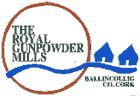 THE
ROYAL
GUNPOWDER
MILLS
BALLINCOLLIG
CO. CORK